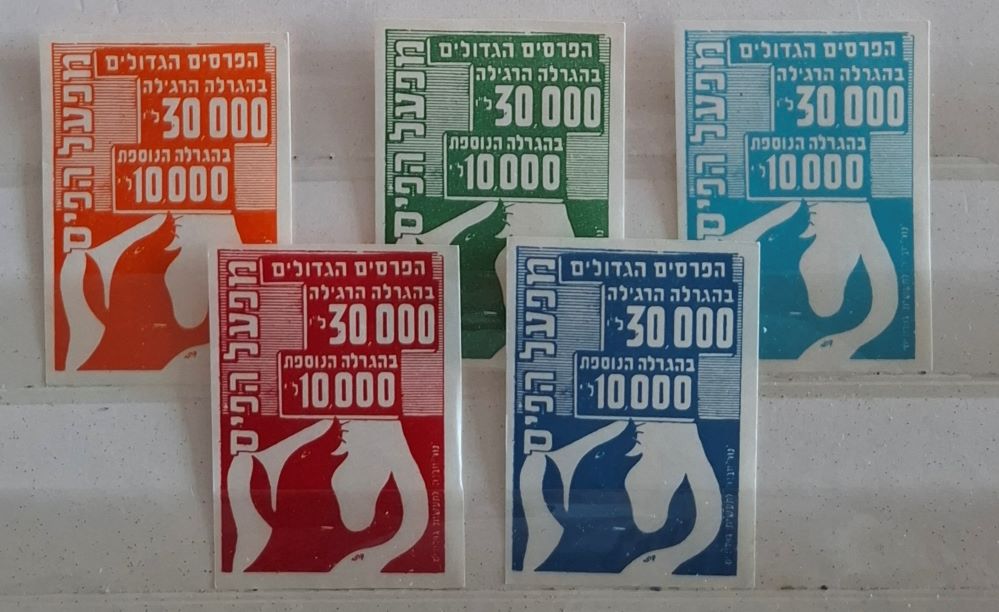 מפעל הפיס
הפרסים הגדולים
בהגרלה הרגילה
30,000 ל"י
בהגרלה הנוספת
10,000 ל"י
מפעל הפיס
הפרסים הגדולים
בהגרלה הרגילה
30,000 ל"י
בהגרלה הנוספת
10,000 ל"י
מפעל הפיס
הפרסים הגדולים
בהגרלה הרגילה
30,000 ל"י
בהגרלה הנוספת
10,000 ל"י
מפעל הפיס
הפרסים הגדולים
בהגרלה הרגילה
30,000 ל"י
בהגרלה הנוספת
10,000 ל"י
מפעל הפיס
הפרסים הגדולים
בהגרלה הרגילה
30,000 ל"י
בהגרלה הנוספת
10,000 ל"י